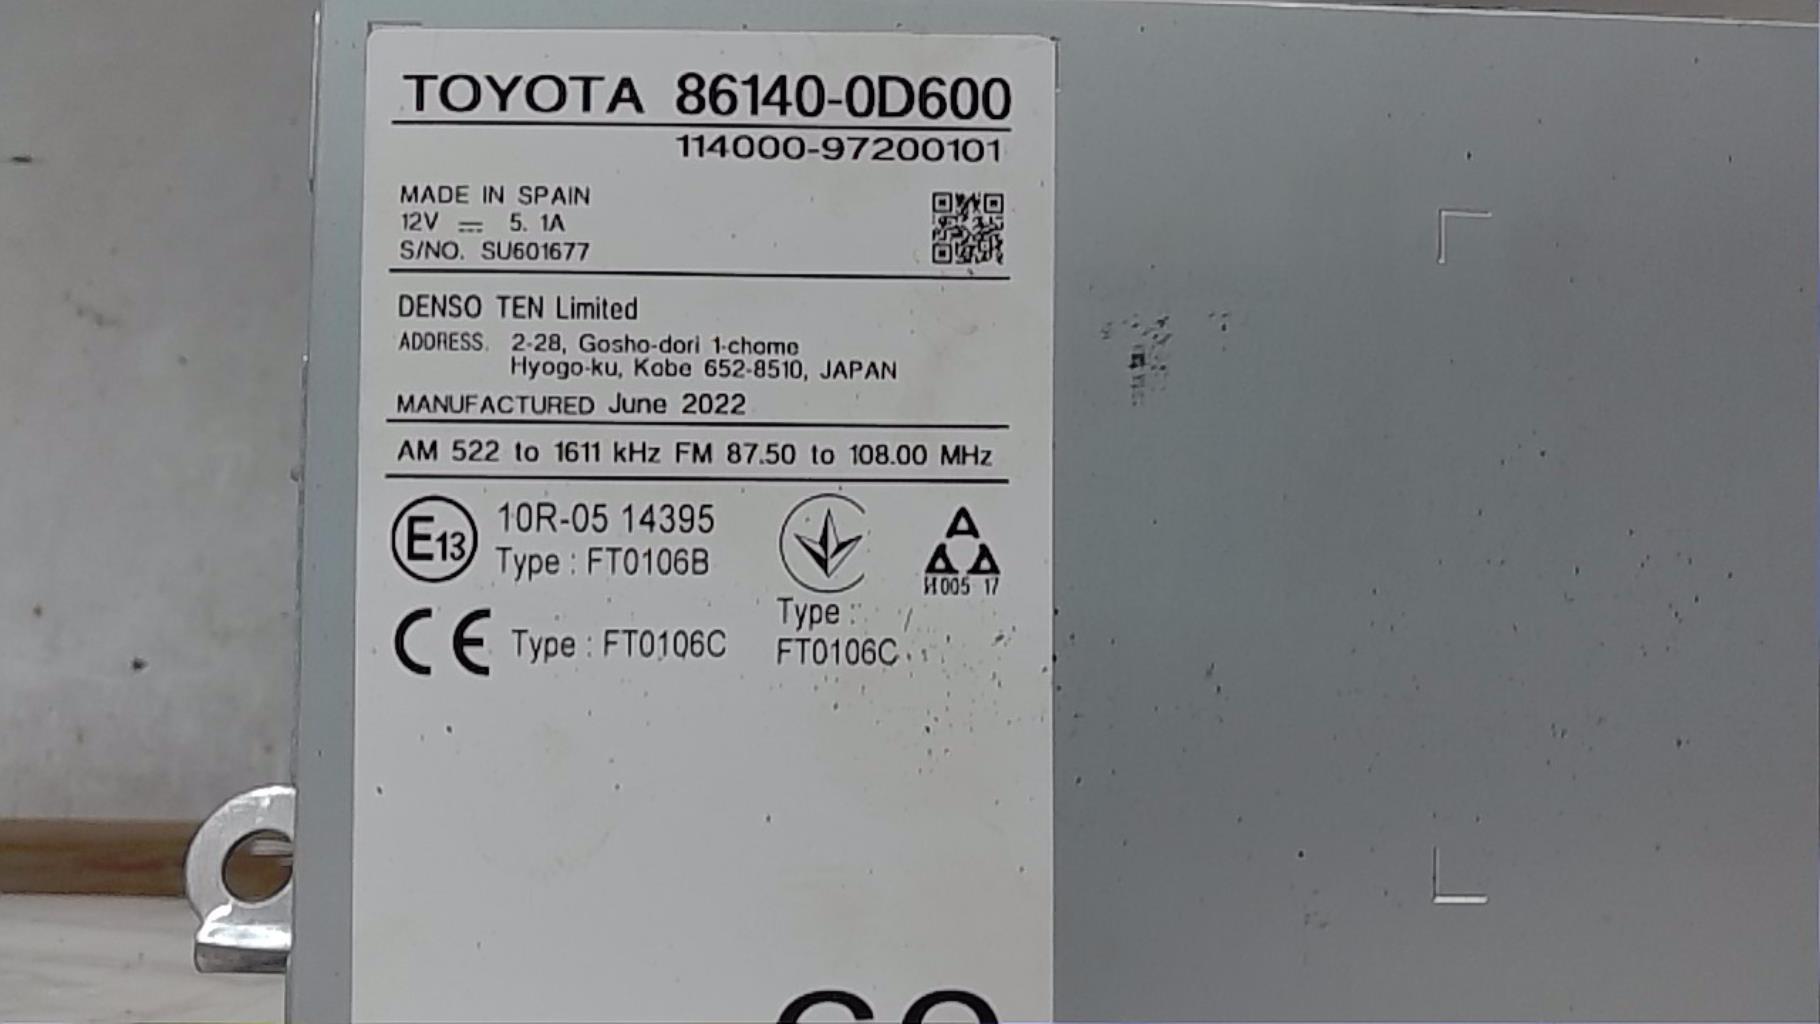 TOYOTA 86140-0D600
114000-97200101
MADE IN SPAIN
12V ⎓ 5. 1A
S/NO. SU601677
DENSO TEN Limited
ADDRESS. 2-28, Gosho-dori 1-chome
Hyogo-ku, Kobe 652-8510, JAPAN
MANUFACTURED June 2022
AM 522 to 1611 kHz FM 87.50 to 108.00 MHz
E13 10R-05 14395
Type : FT0106B
CE Type : FT0106C
Type :
FT0106C
И005 17